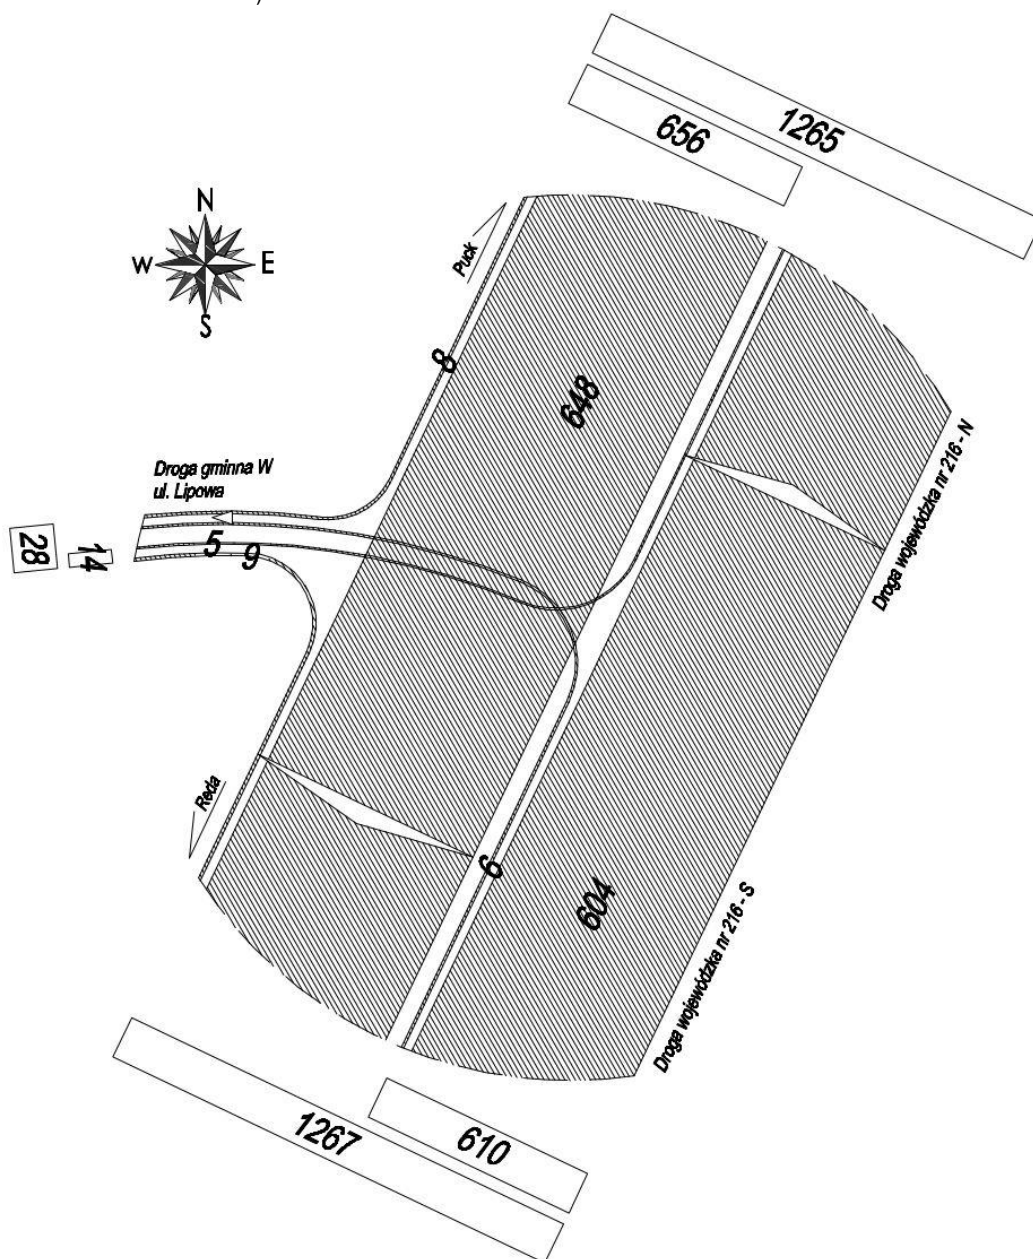 1265
656
N
W
E
S
Puck
8
648
Droga gminna W
ul. Lipowa
Droga wojewódzka nr 216 - N
28
14
5
9
Reda
6
604
Droga wojewódzka nr 216 - S
1267
610